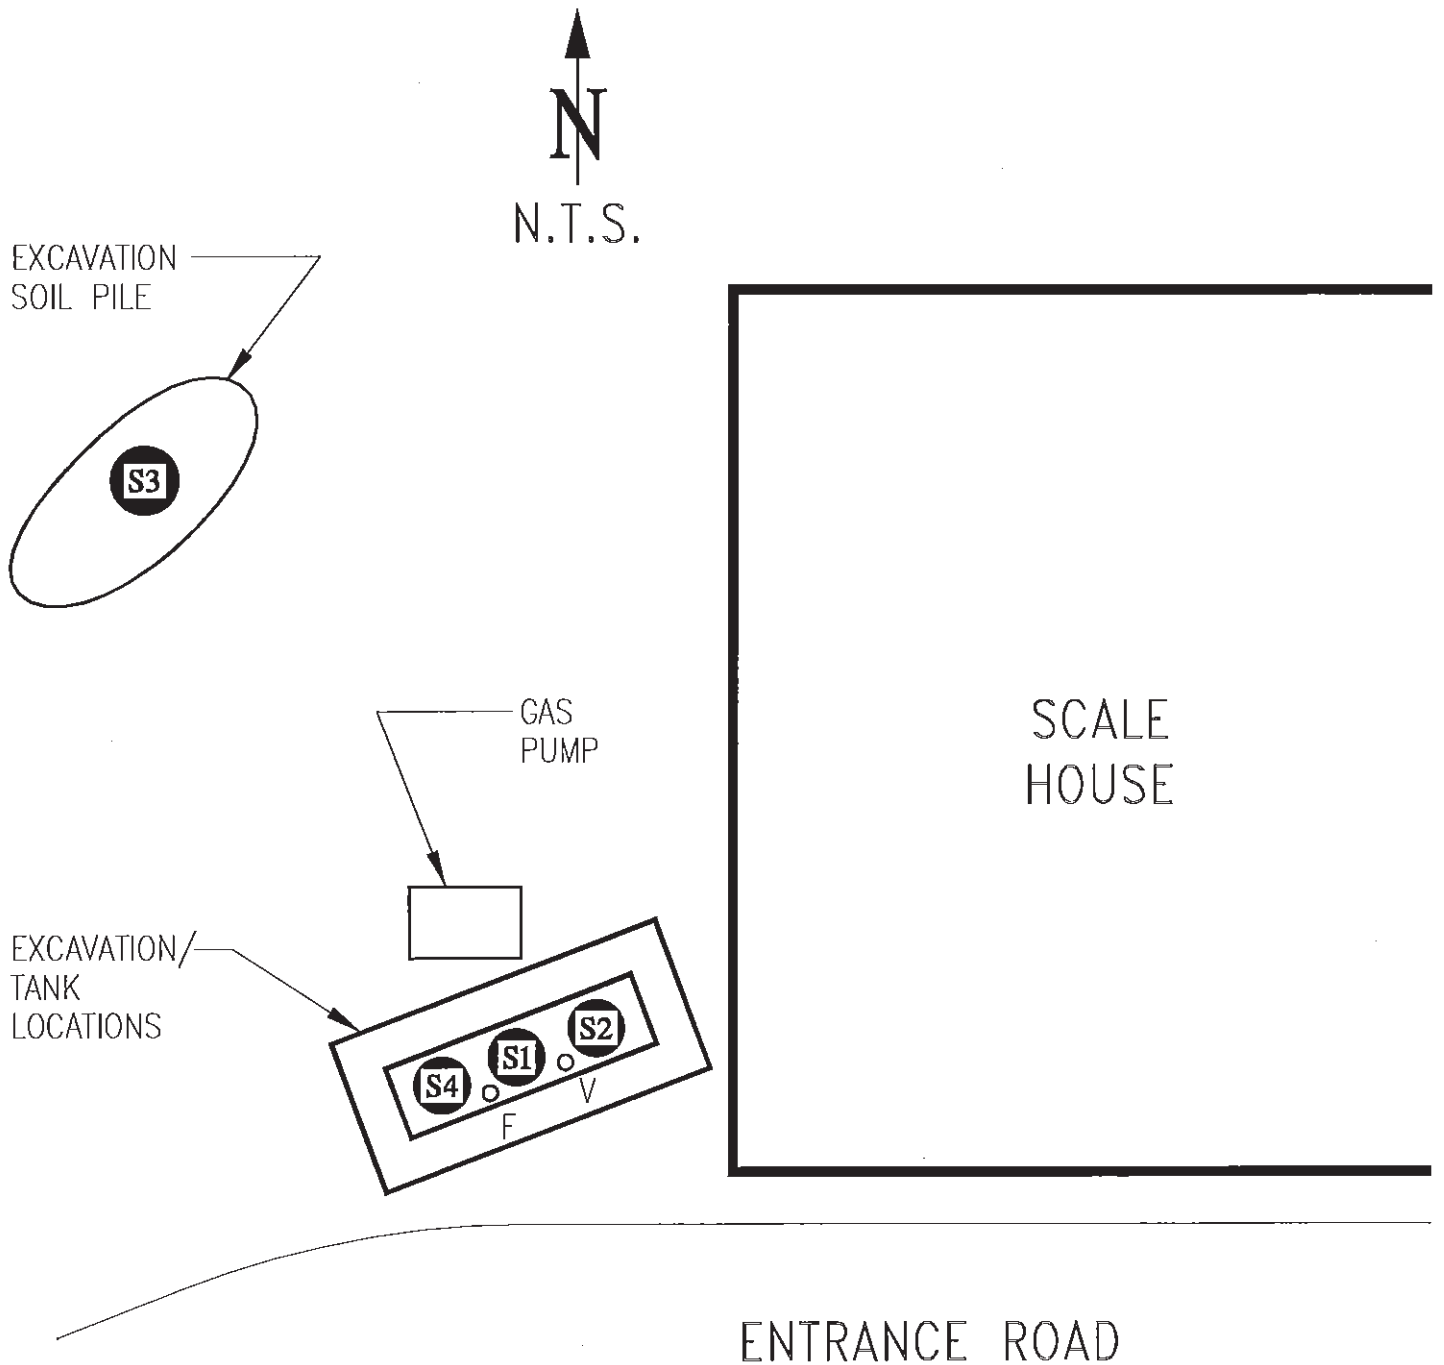 N
N.T.S.
EXCAVATION
SOIL PILE
S3
GAS
PUMP
SCALE
HOUSE
EXCAVATION/
TANK
LOCATIONS
S4
S1
S2
F
V
ENTRANCE ROAD